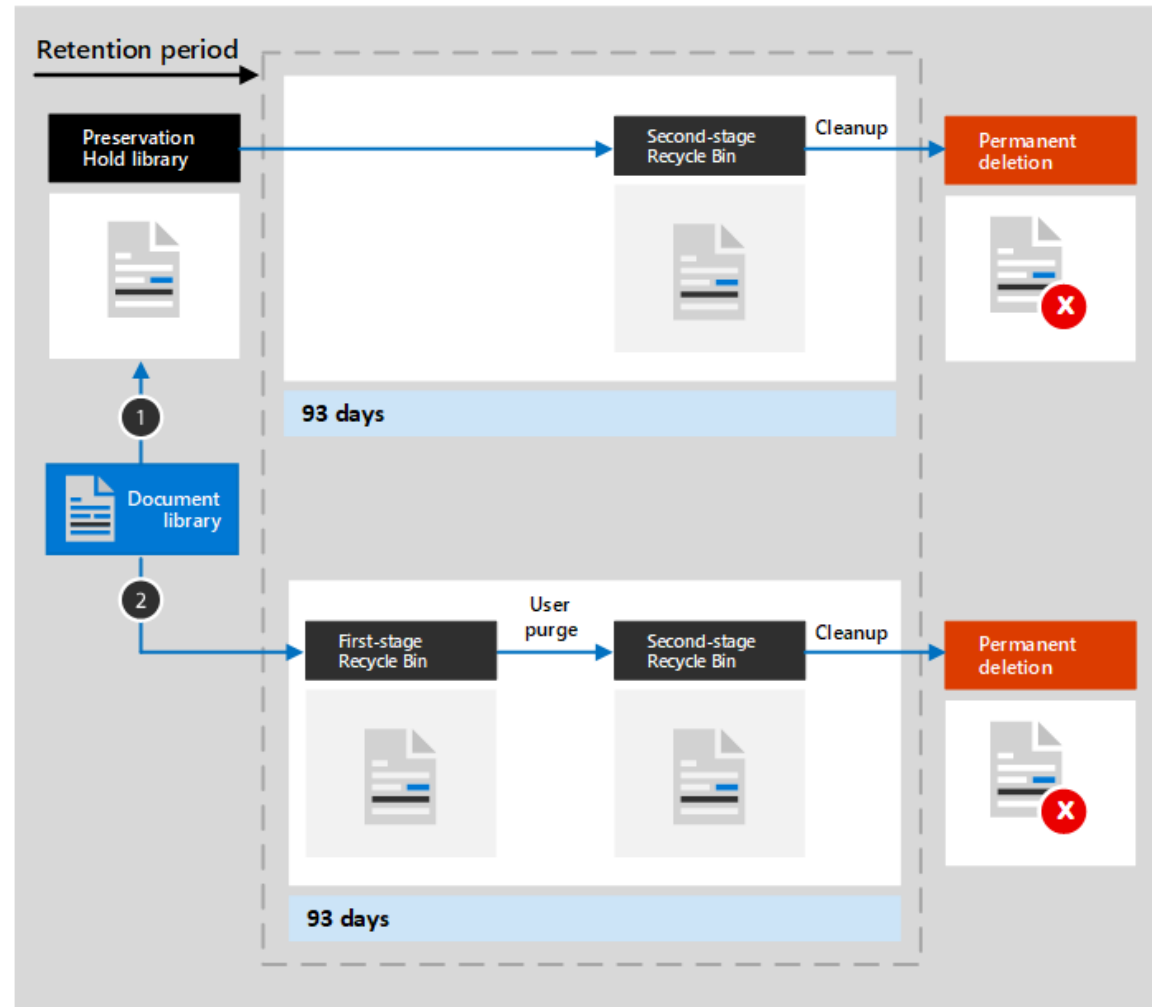 Retention period
Preservation
Hold library
Second-stage
Recycle Bin
Cleanup
Permanent
deletion
X
93 days
1
Document
library
2
First-stage
Recycle Bin
User
purge
Second-stage
Recycle Bin
Cleanup
Permanent
deletion
X
93 days